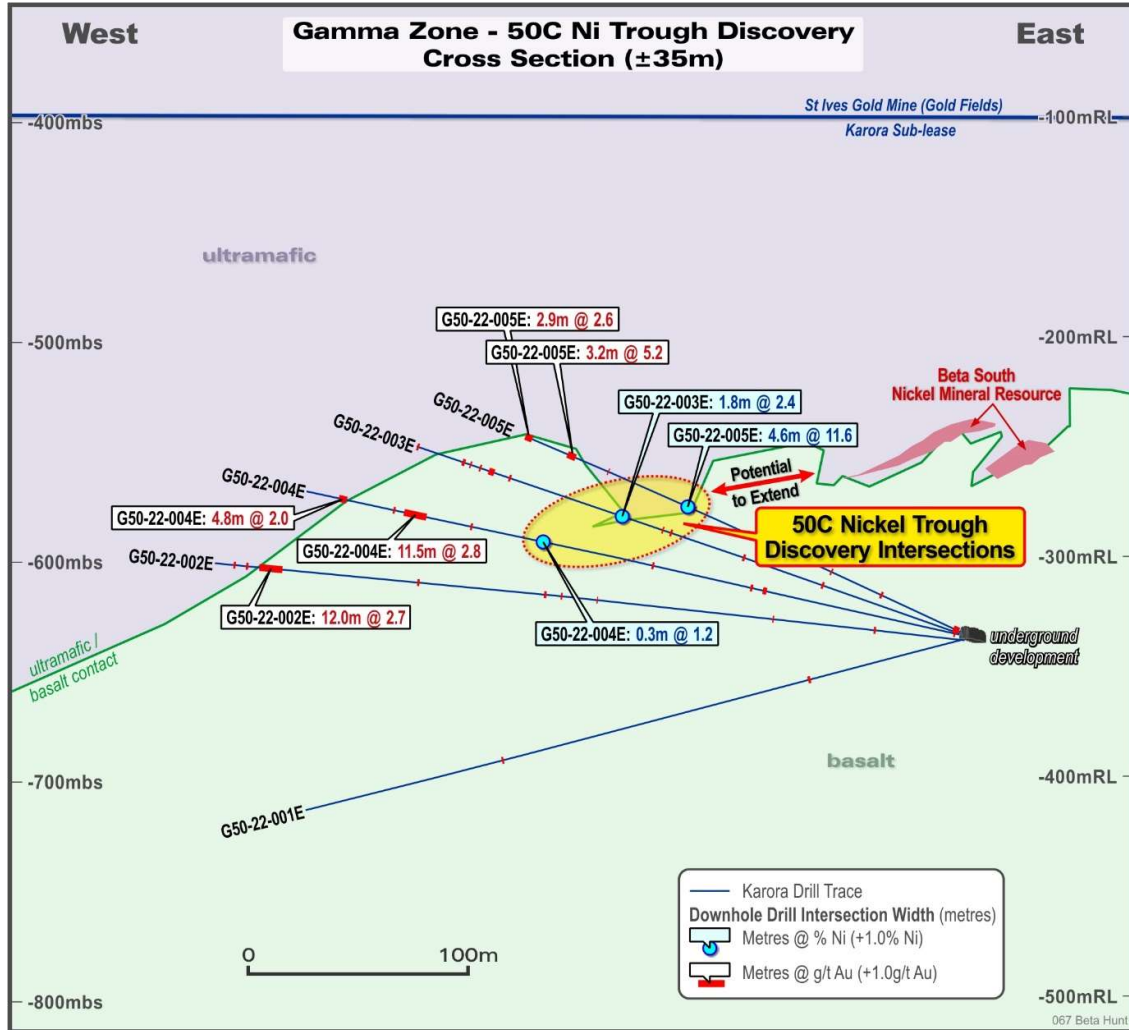 West
Gamma Zone - 50C Ni Trough Discovery
Cross Section (±35m)
East
St Ives Gold Mine (Gold Fields)
-400mbs
-100mRL
Karora Sub-lease
ultramafic
G50-22-005E: 2.9m @ 2.6
-500mbs
-200mRL
G50-22-005E: 3.2m @ 5.2
Beta South
Nickel Mineral Resource
G50-22-005E
G50-22-003E: 1.8m @ 2.4
G50-22-003E
G50-22-005E: 4.6m @ 11.6
Potential
to Extend
G50-22-004E
G50-22-004E: 4.8m @ 2.0
50C Nickel Trough
Discovery Intersections
G50-22-004E: 11.5m @ 2.8
G50-22-002E
-600mbs
-300mRL
G50-22-002E: 12.0m @ 2.7
G50-22-004E: 0.3m @ 1.2
underground
development
ultramafic /
basalt contact
basalt
-700mbs
-400mRL
G50-22-001E
Karora Drill Trace
Downhole Drill Intersection Width (metres)
Metres @ % Ni (+1.0% Ni)
Metres @ g/t Au (+1.0g/t Au)
0
100m
-800mbs
-500mRL
067 Beta Hunt